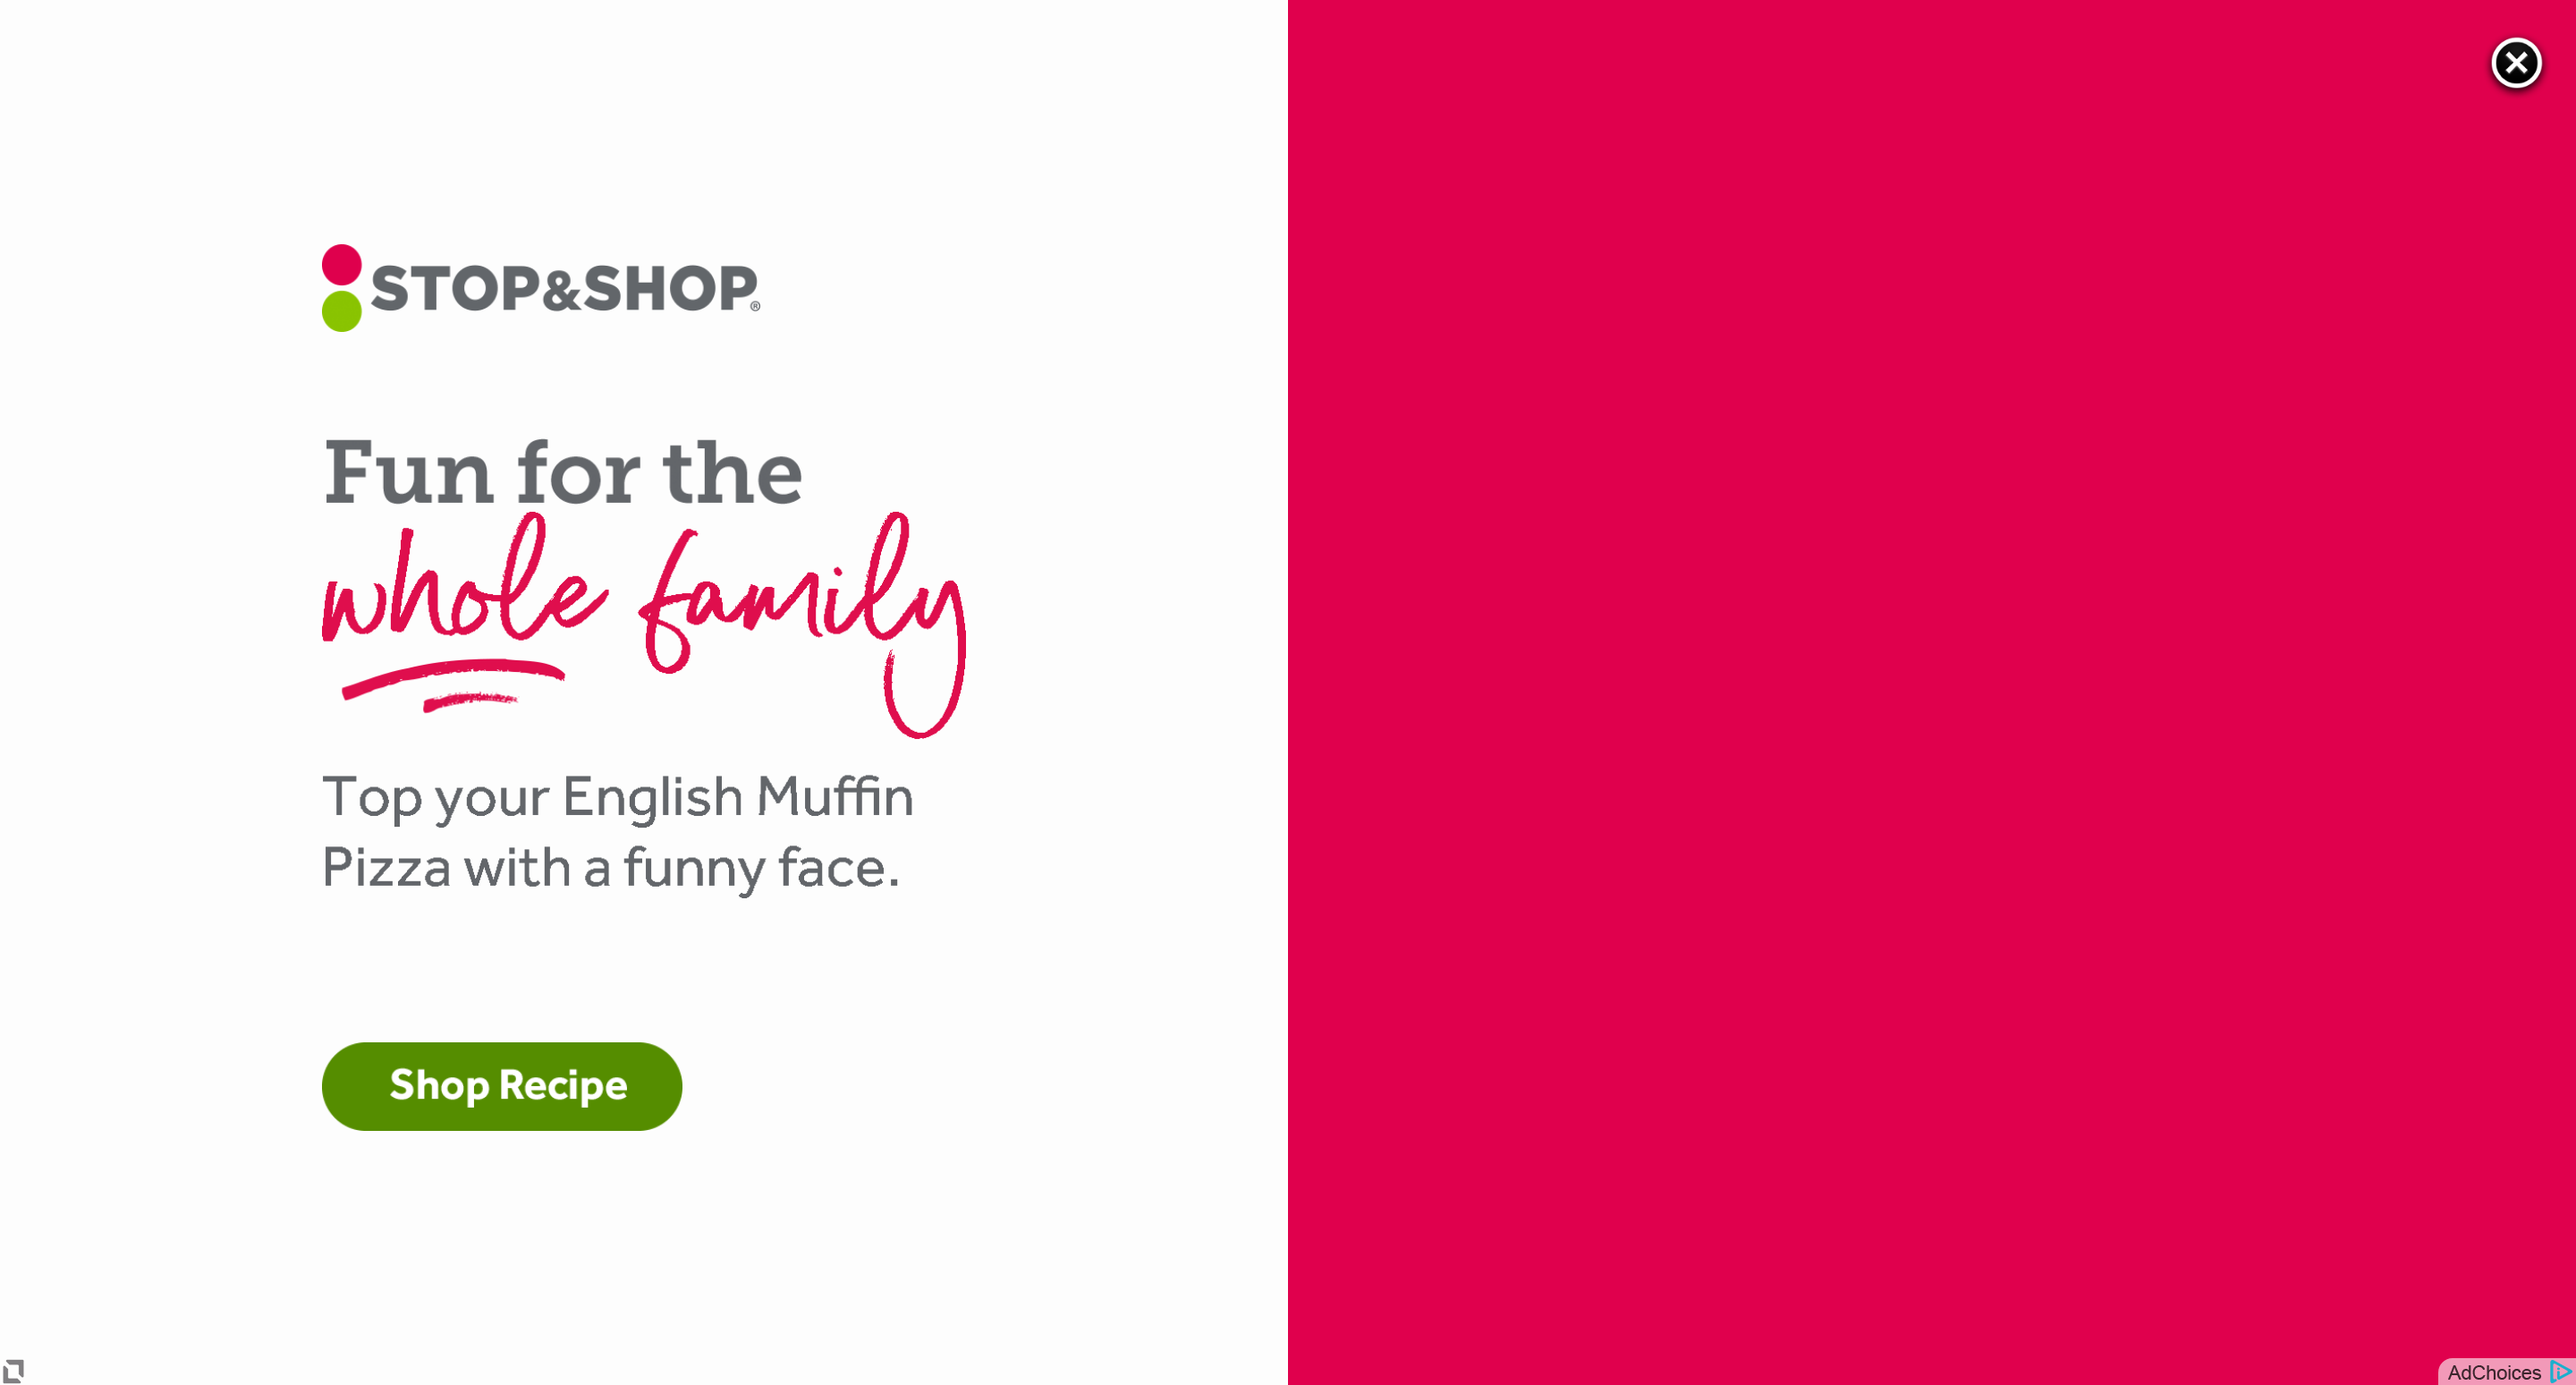 STOP&SHOP®
Fun for the
whole family
Top your English Muffin
Pizza with a funny face.
Shop Recipe
AdChoices